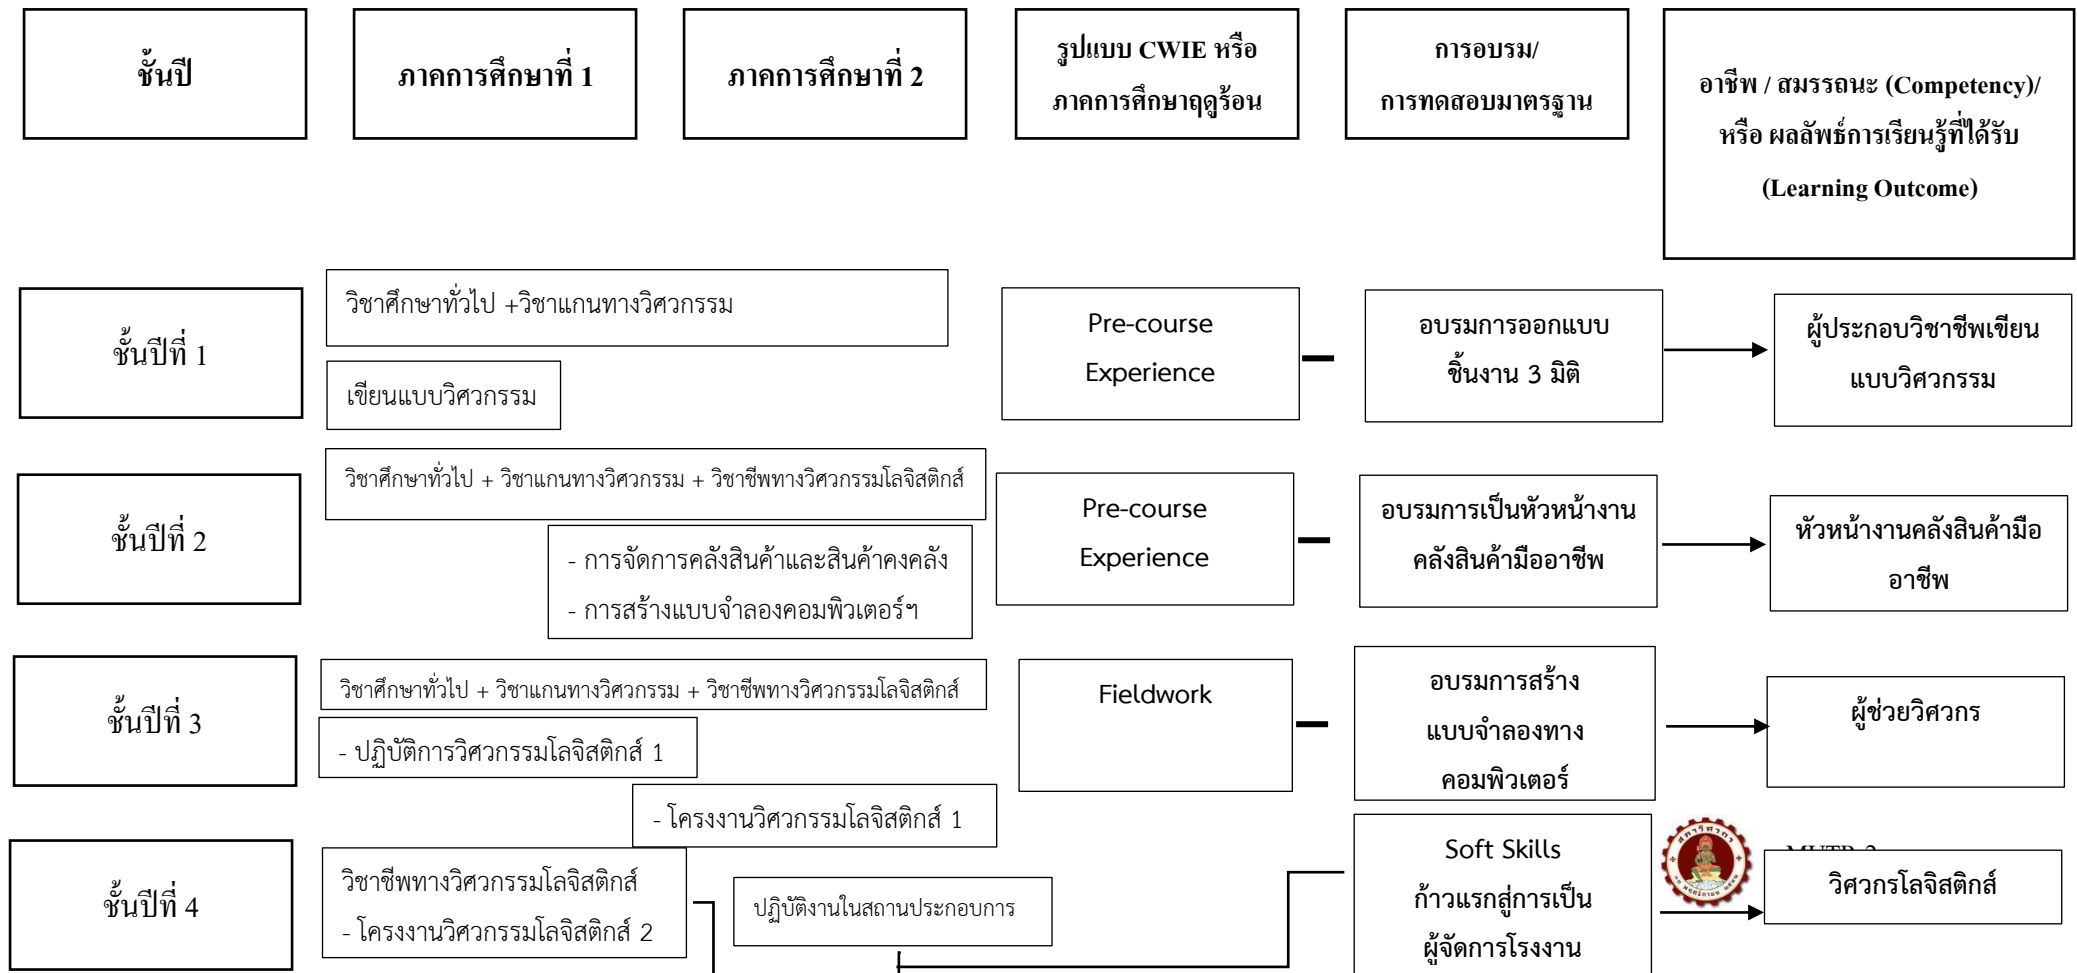 ชั้นปี
ภาคการศึกษาที่ 1
ภาคการศึกษาที่ 2
รูปแบบ CWIE หรือ
ภาคการศึกษาฤดูร้อน
การอบรม/
การทดสอบมาตรฐาน
อาชีพ / สมรรถนะ (Competency)/
หรือ ผลลัพธ์การเรียนรู้ที่ได้รับ
(Learning Outcome)
ชั้นปีที่ 1
วิชาศึกษาทั่วไป +วิชาแกนทางวิศวกรรม
เขียนแบบวิศวกรรม
Pre-course
Experience
อบรมการออกแบบ
ชิ้นงาน 3 มิติ
ผู้ประกอบวิชาชีพเขียน
แบบวิศวกรรม
ชั้นปีที่ 2
วิชาศึกษาทั่วไป + วิชาแกนทางวิศวกรรม + วิชาชีพทางวิศวกรรมโลจิสติกส์
- การจัดการคลังสินค้าและสินค้าคงคลัง
- การสร้างแบบจำลองคอมพิวเตอร์ฯ
Pre-course
Experience
อบรมการเป็นหัวหน้างาน
คลังสินค้ามืออาชีพ
หัวหน้างานคลังสินค้ามือ
อาชีพ
ชั้นปีที่ 3
วิชาศึกษาทั่วไป + วิชาแกนทางวิศวกรรม + วิชาชีพทางวิศวกรรมโลจิสติกส์
- ปฏิบัติการวิศวกรรมโลจิสติกส์ 1
- โครงงานวิศวกรรมโลจิสติกส์ 1
Fieldwork
อบรมการสร้าง
แบบจำลองทาง
คอมพิวเตอร์
ผู้ช่วยวิศวกร
ชั้นปีที่ 4
วิชาชีพทางวิศวกรรมโลจิสติกส์
- โครงงานวิศวกรรมโลจิสติกส์ 2
ปฏิบัติงานในสถานประกอบการ
Soft Skills
ก้าวแรกสู่การเป็น
ผู้จัดการโรงงาน
สภาวิศวกร
วิศวกรโลจิสติกส์